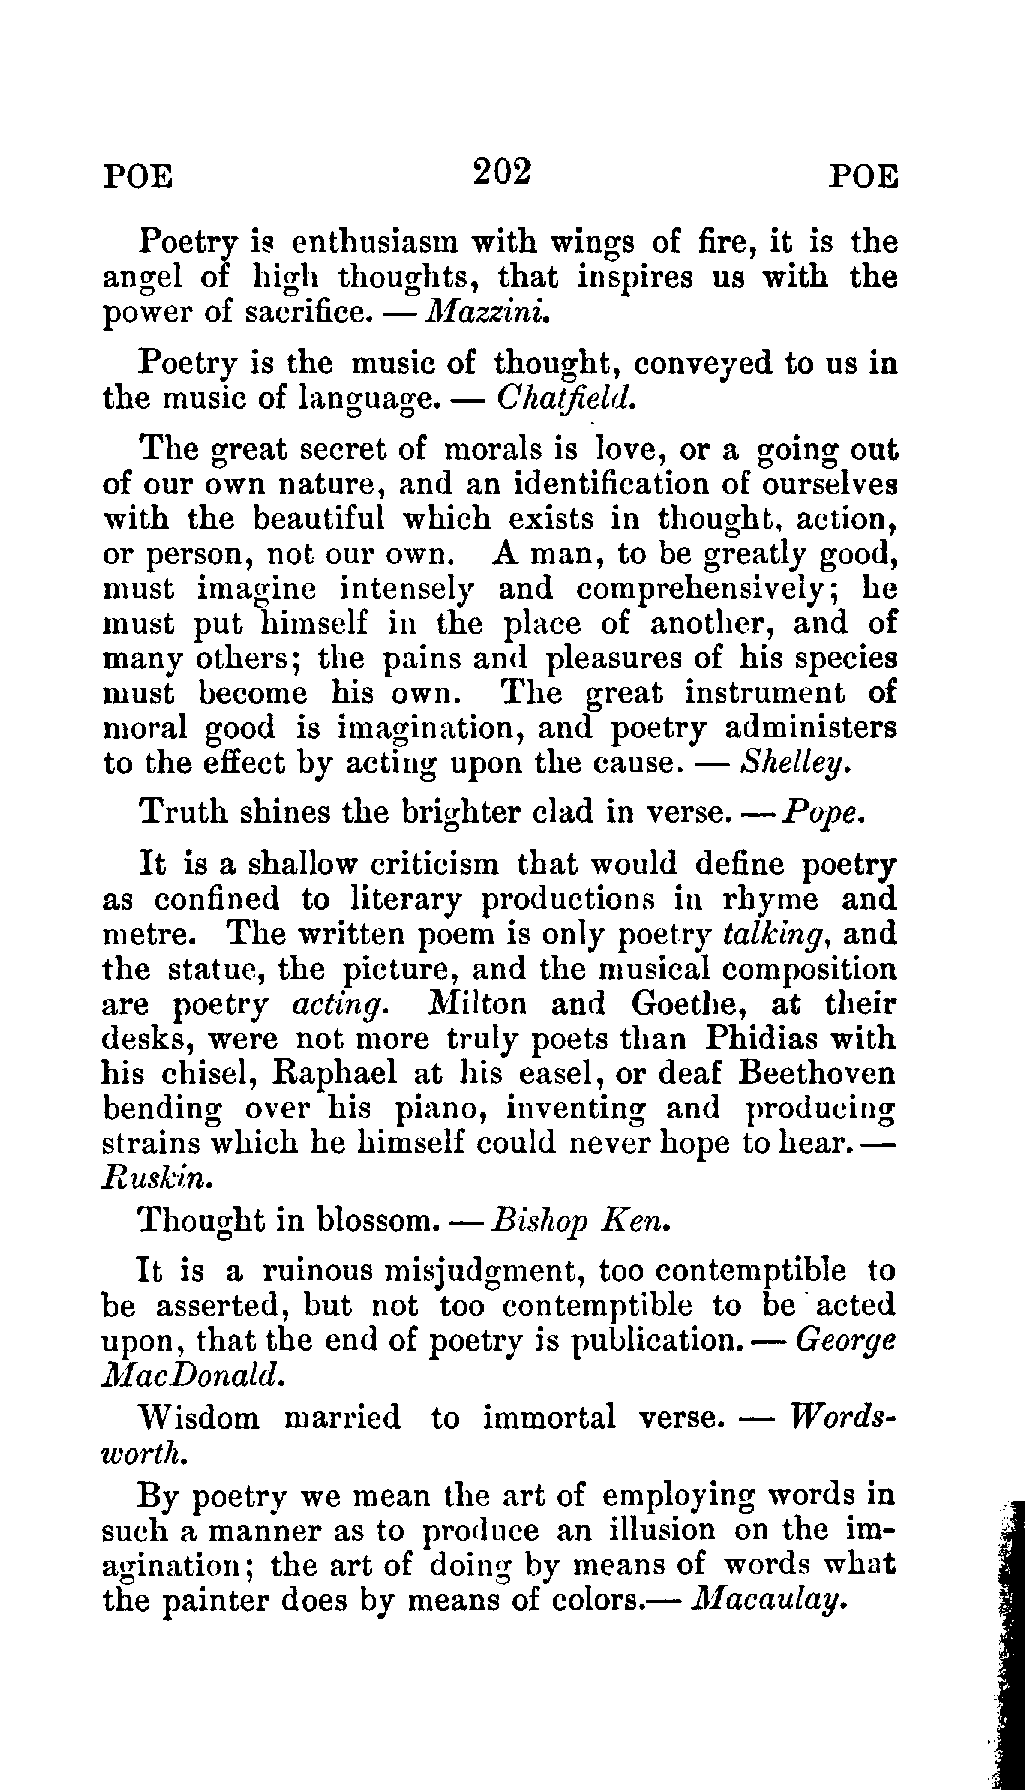 POE 202 POE
Poetry is enthusiasm with wings of fire, it is the
angel of high thoughts, that inspires us with the
power of sacrifice. — Mazzini.
Poetry is the music of thought, conveyed to us in
the music of language. — Chatfield.
The great secret of morals is love, or a going out
of our own nature, and an identification of ourselves
with the beautiful which exists in thought, action,
or person, not our own. A man, to be greatly good,
must imagine intensely and comprehensively; he
must put himself in the place of another, and of
many others; the pains and pleasures of his species
must become his own. The great instrument of
moral good is imagination, and poetry administers
to the effect by acting upon the cause. — Shelley.
Truth shines the brighter clad in verse. — Pope.
It is a shallow criticism that would define poetry
as confined to literary productions in rhyme and
metre. The written poem is only poetry talking, and
the statue, the picture, and the musical composition
are poetry acting. Milton and Goethe, at their
desks, were not more truly poets than Phidias with
his chisel, Raphael at his easel, or deaf Beethoven
bending over his piano, inventing and producing
strains which he himself could never hope to hear. —
Ruskin.
Thought in blossom. — Bishop Ken.
It is a ruinous misjudgment, too contemptible to
be asserted, but not too contemptible to be acted
upon, that the end of poetry is publication. — George
MacDonald.
Wisdom married to immortal verse. — Words-
worth.
By poetry we mean the art of employing words in
such a manner as to produce an illusion on the im-
agination; the art of doing by means of words what
the painter does by means of colors.— Macaulay.